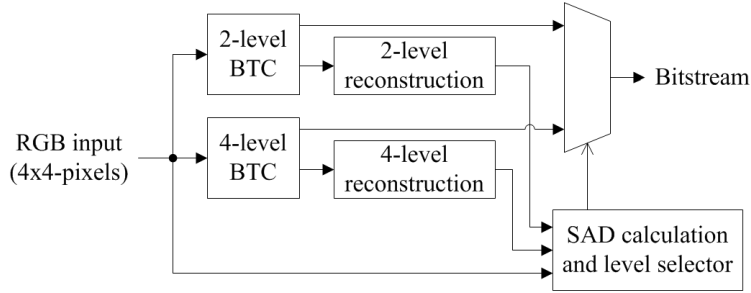 2-level
BTC
2-level
reconstruction
Bitstream
RGB input
(4x4-pixels)
4-level
BTC
4-level
reconstruction
SAD calculation
and level selector